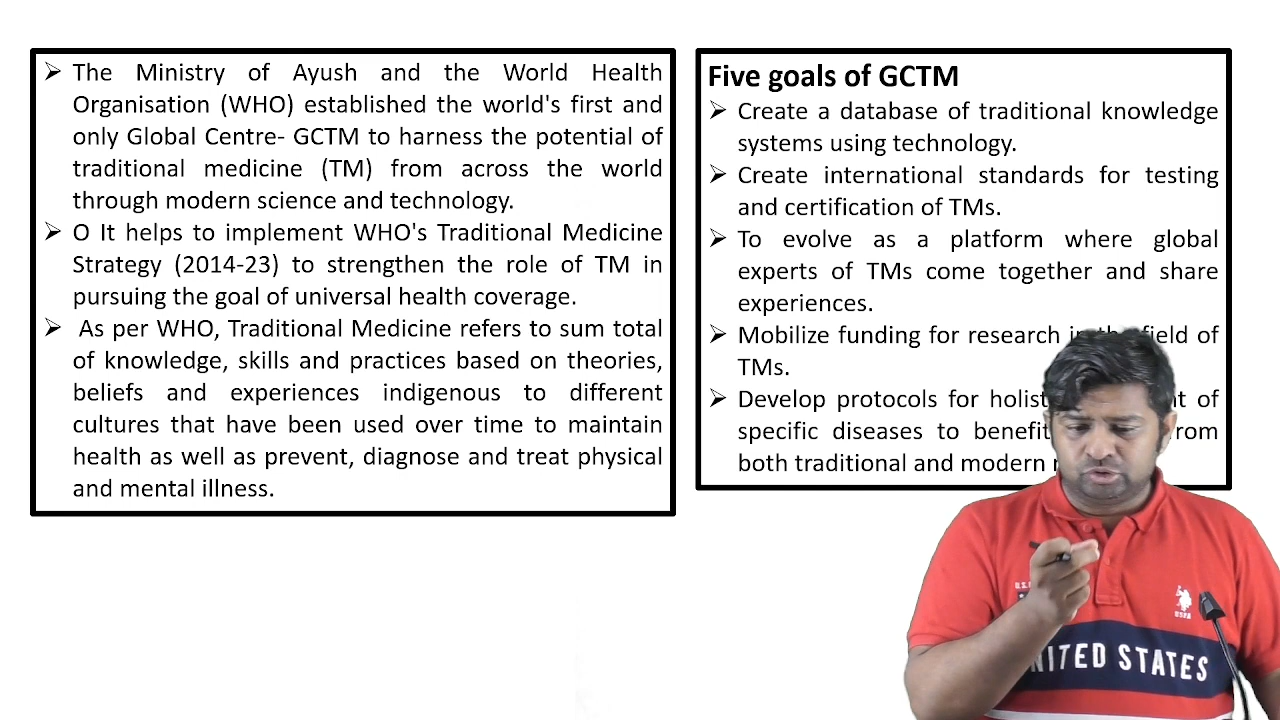 The Ministry of Ayush and the World Health
Organisation (WHO) established the world's first and
only Global Centre- GCTM to harness the potential of
traditional medicine (TM) from across the world
through modern science and technology.
O It helps to implement WHO's Traditional Medicine
Strategy (2014-23) to strengthen the role of TM in
pursuing the goal of universal health coverage.
As per WHO, Traditional Medicine refers to sum total
of knowledge, skills and practices based on theories,
beliefs and experiences indigenous to different
cultures that have been used over time to maintain
health as well as prevent, diagnose and treat physical
and mental illness.
Five goals of GCTM
Create a database of traditional knowledge
systems using technology.
Create international standards for testing
and certification of TMs.
To evolve as a platform where global
experts of TMs come together and share
experiences.
Mobilize funding for research in the field of
TMs.
Develop protocols for of
specific diseases to benefit from
both traditional and modern
UNITED STATES